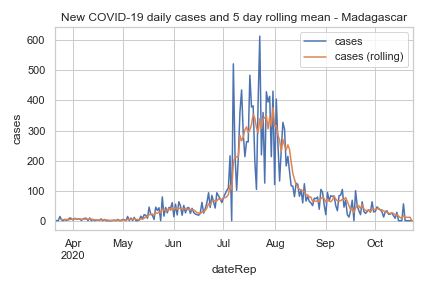 New COVID-19 daily cases and 5 day rolling mean - Madagascar
cases
cases (rolling)
600
500
400
300
200
100
0
cases
Apr
2020
May
Jun
Jul
Aug
Sep
Oct
dateRep